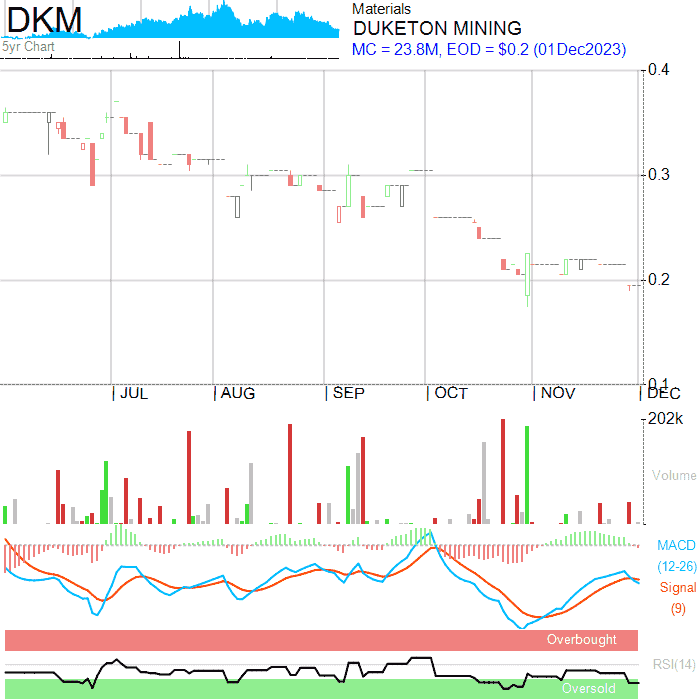 DKM
5yr Chart
Materials
DUKETON MINING
MC = 23.8M, EOD = $0.2 (01Dec2023)
0.4
0.3
0.2
0.1
JUL
AUG
SEP
OCT
NOV
DEC
202k
Volume
MACD
(12-26)
Signal
(9)
Overbought
RSI(14)
Oversold